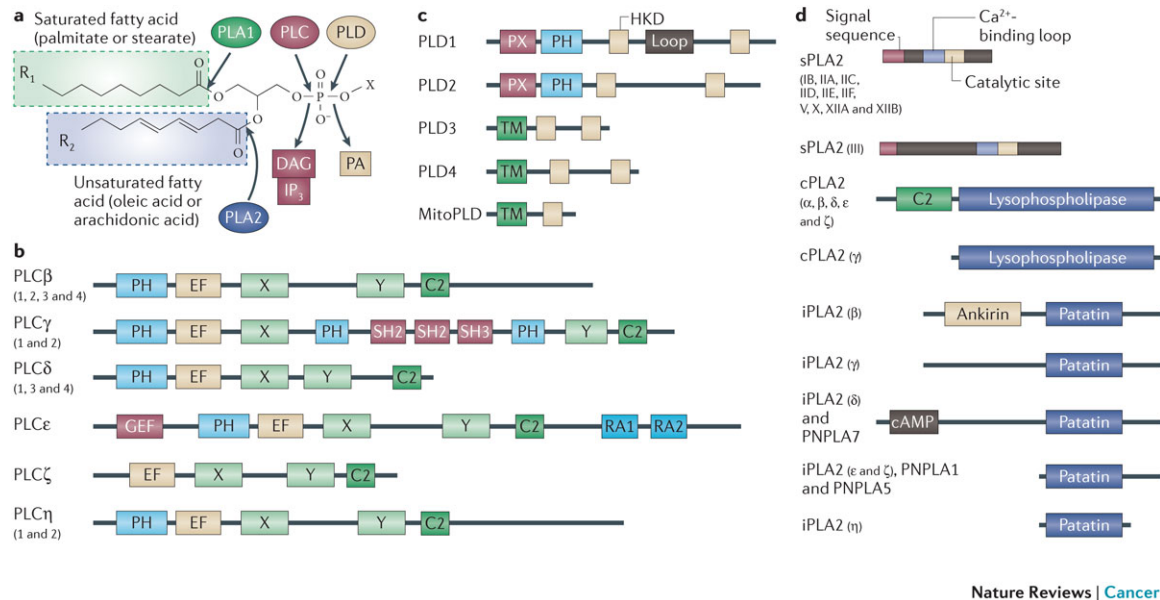 a
Saturated fatty acid
(palmitate or stearate)
PLA1
PLC
PLD
R1
O
O
O
O
P
O
O−
X
R2
O
O
DAG
IP3
PA
Unsaturated fatty
acid (oleic acid or
arachidonic acid)
PLA2
b
PLCβ
(1, 2, 3 and 4)
PH EF X Y C2
PLCγ
(1 and 2)
PH EF X PH SH2 SH2 SH3 PH Y C2
PLCδ
(1, 3 and 4)
PH EF X Y C2
PLCε
GEF PH EF X Y C2 RA1 RA2
PLCζ
EF X Y C2
PLCη
(1 and 2)
PH EF X Y C2
c
HKD
PLD1
PX PH Loop
PLD2
PX PH
PLD3
TM
PLD4
TM
MitoPLD
TM
d
Signal
sequence
Ca2+-
binding loop
sPLA2
(IB, IIA, IIC,
IID, IIE, IIF,
V, X, XIIA and XIIB)
Catalytic site
sPLA2 (III)
cPLA2
(α, β, δ, ε
and ζ)
C2 Lysophospholipase
cPLA2 (γ)
Lysophospholipase
iPLA2 (β)
Ankirin Patatin
iPLA2 (γ)
Patatin
iPLA2 (δ)
and
PNPLA7
cAMP Patatin
iPLA2 (ε and ζ), PNPLA1
and PNPLA5
Patatin
iPLA2 (η)
Patatin
Nature Reviews | Cancer